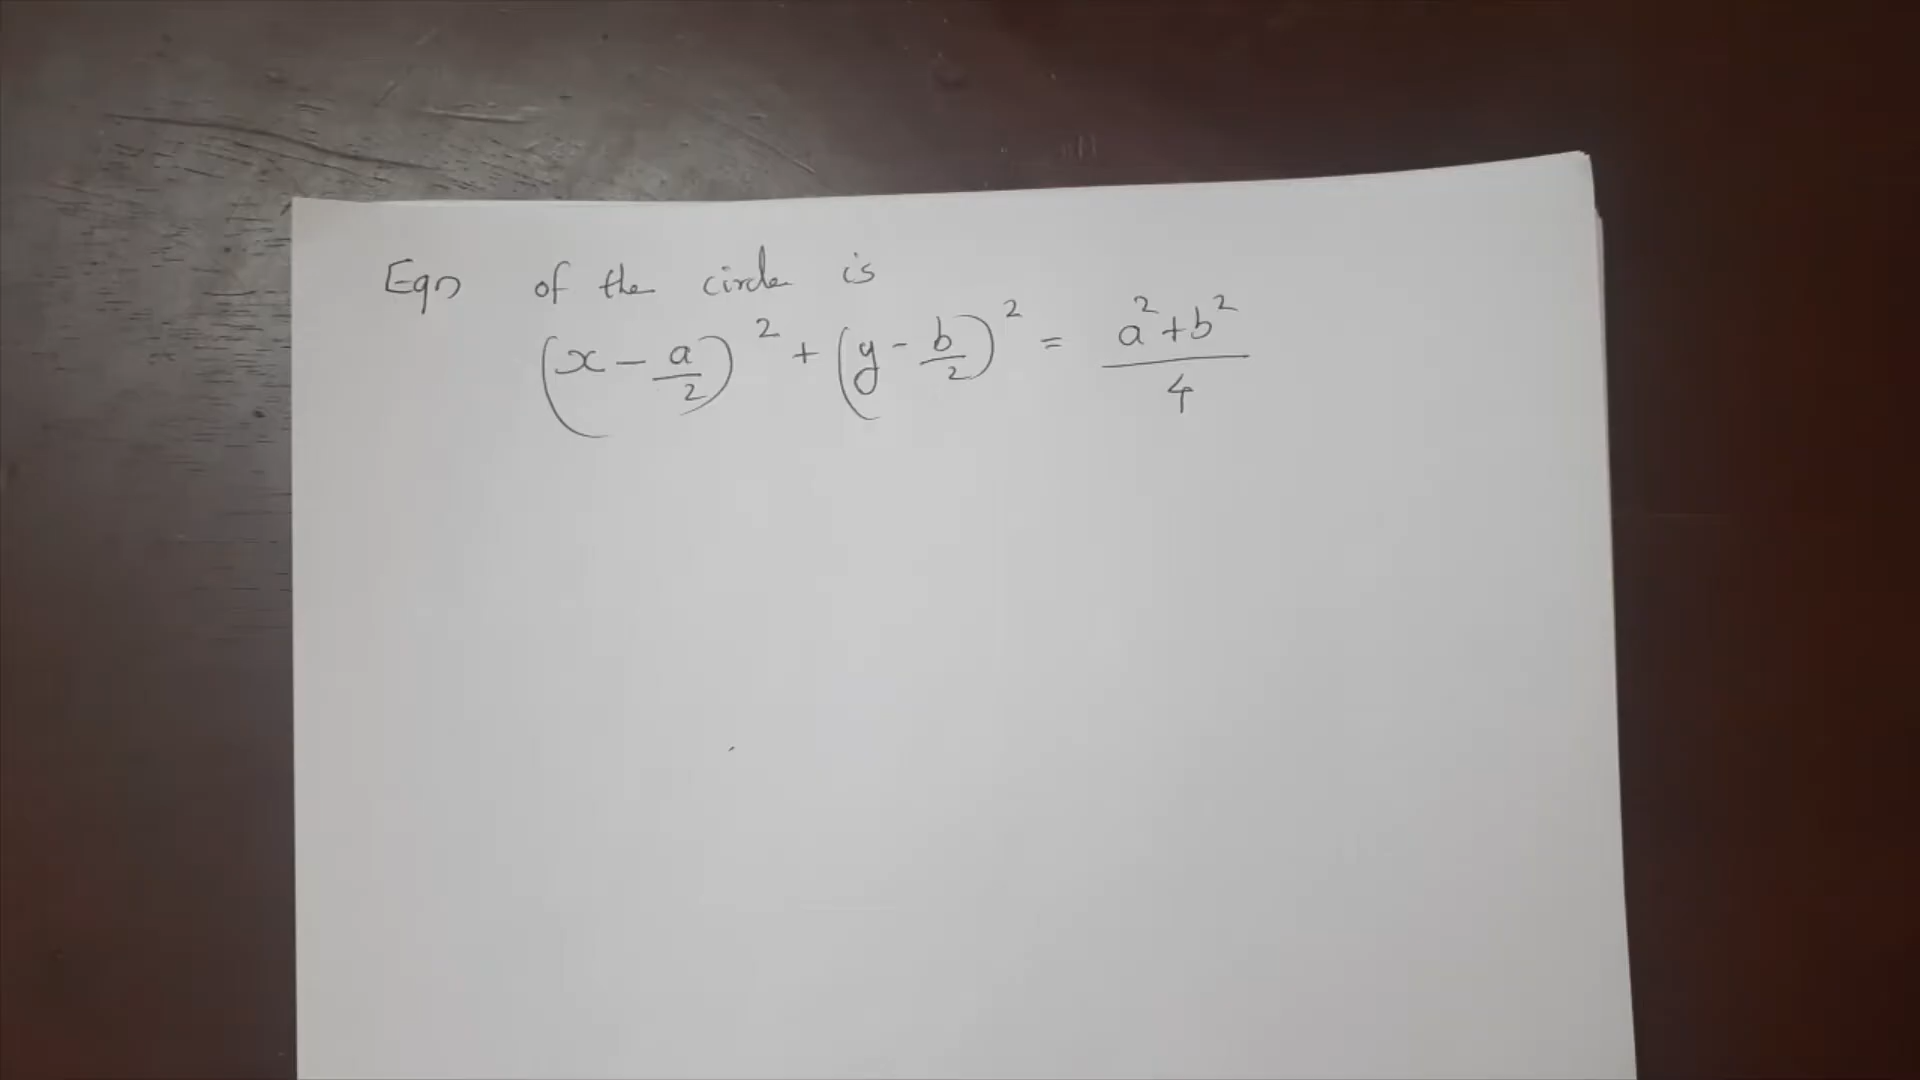 Eqn of the circle is
(x - a/2)² + (y - b/2)² = (a² + b²)/4